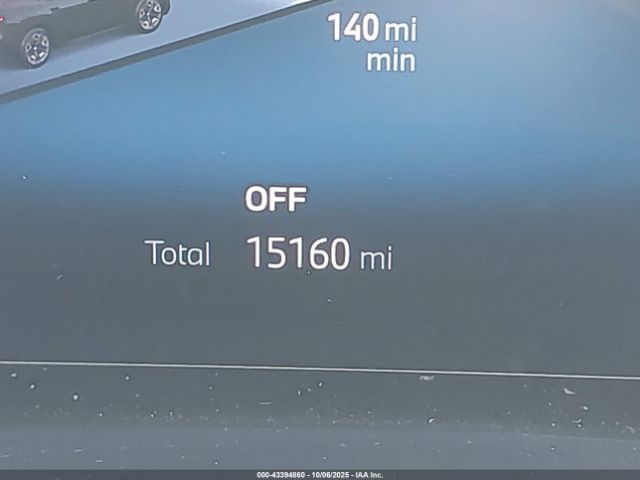 140 mi
min
OFF
Total 15160 mi
000-43394860 - 10/06/2025 - IAA Inc.